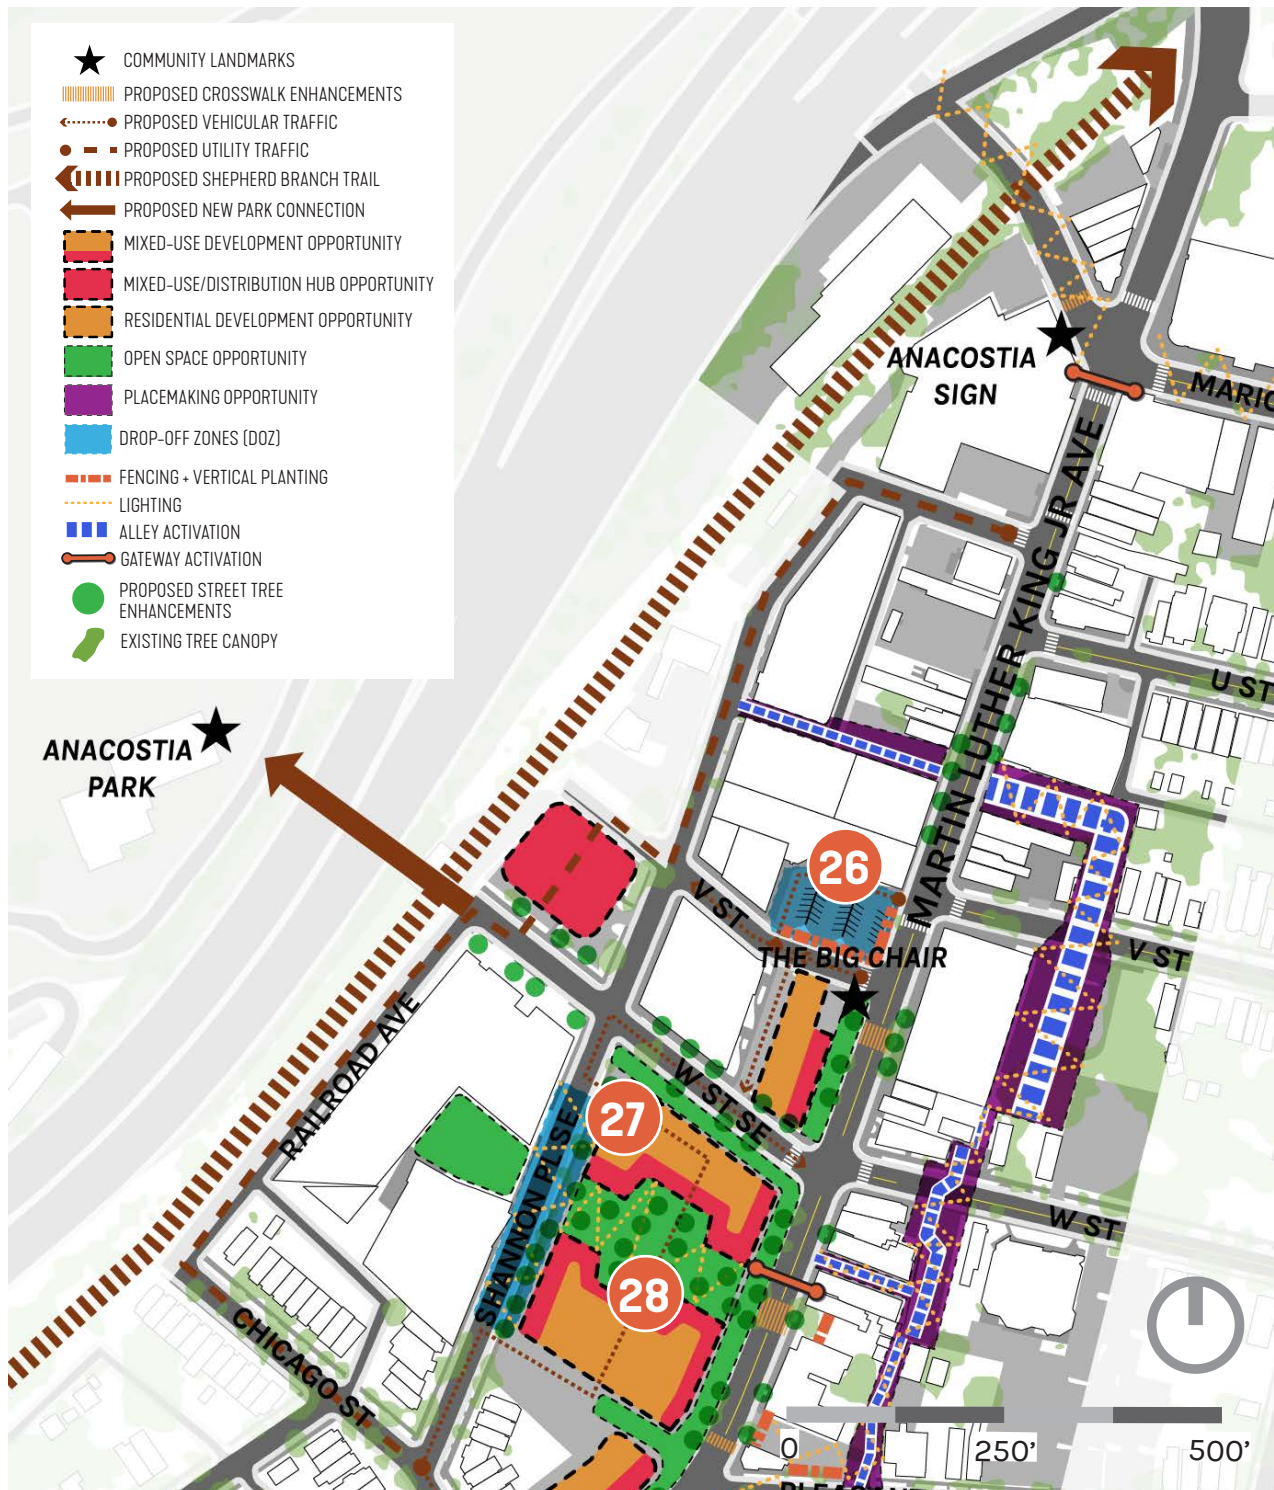 COMMUNITY LANDMARKS
PROPOSED CROSSWALK ENHANCEMENTS
PROPOSED VEHICULAR TRAFFIC
PROPOSED UTILITY TRAFFIC
PROPOSED SHEPHERD BRANCH TRAIL
PROPOSED NEW PARK CONNECTION
MIXED-USE DEVELOPMENT OPPORTUNITY
MIXED-USE/DISTRIBUTION HUB OPPORTUNITY
RESIDENTIAL DEVELOPMENT OPPORTUNITY
OPEN SPACE OPPORTUNITY
PLACEMAKING OPPORTUNITY
DROP-OFF ZONES (DOZ)
FENCING + VERTICAL PLANTING
LIGHTING
ALLEY ACTIVATION
GATEWAY ACTIVATION
PROPOSED STREET TREE
ENHANCEMENTS
EXISTING TREE CANOPY
ANACOSTIA
SIGN
MARIO
MARTIN LUTHER KING JR AVE
U ST
ANACOSTIA
PARK
26
V ST
V ST
THE BIG CHAIR
RAILROAD AVE
W ST SE
27
SHANNON PL SE
W ST
28
CHICAGO ST
0
250'
500'